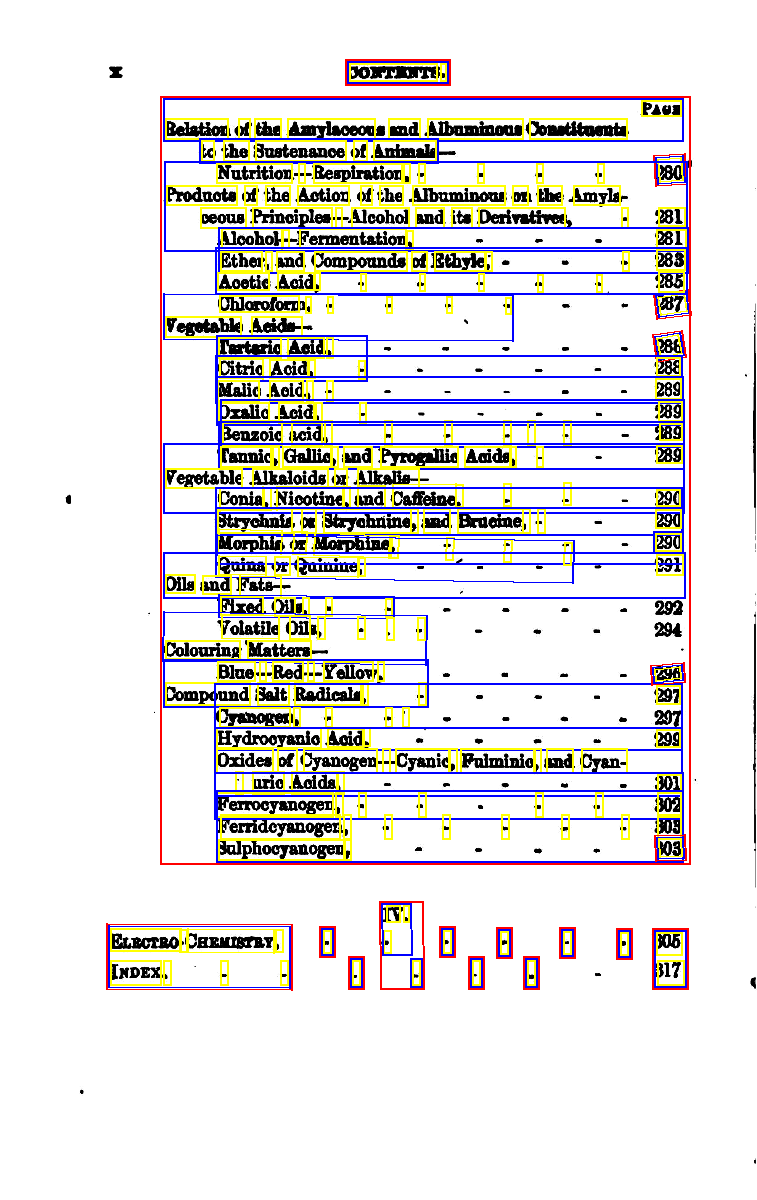 X CONTENTS.
PAGE
Relation of the Amylaceous and Albuminous Constituents
to the Sustenance of Animals—
Nutrition—Respiration, - - - - 280
Products of the Action of the Albuminous on the Amyla-
ceous Principles—Alcohol and its Derivatives, - 281
Alcohol—Fermentation, - - - - 281
Ether, and Compounds of Ethyle, - - - 283
Acetic Acid, - - - - - 285
Chloroform, - - - - - - 287
Vegetable Acids—
Tartaric Acid, - - - - - 288
Citric Acid, - - - - - 289
Malic Acid, - - - - - - 289
Oxalic Acid, - - - - - 289
Benzoic acid, - - - - - 289
Tannic, Gallic, and Pyrogallic Acids, - - - 289
Vegetable Alkaloids or Alkalis—
Conia, Nicotine, and Caffeine, - - - 290
Strychnia or Strychnine, and Brucine, - - - 290
Morphia or Morphine, - - - - 290
Quina or Quinine, - - - - - 291
Oils and Fats—
Fixed Oils, - - - - - - 292
Volatile Oils, - - - - - - 294
Colouring Matters—
Blue—Red—Yellow, - - - - 296
Compound Salt Radicals, - - - - 297
Cyanogen, - - - - - - 297
Hydrocyanic Acid, - - - - 299
Oxides of Cyanogen—Cyanic, Fulminic, and Cyan-
uric Acids, - - - - - 301
Ferrocyanogen, - - - - - 302
Ferridcyanogen, - - - - - 303
Sulphocyanogen, - - - - 303
IV.
ELECTRO-CHEMISTRY, - - - - - - 305
INDEX, - - - - - - - 317